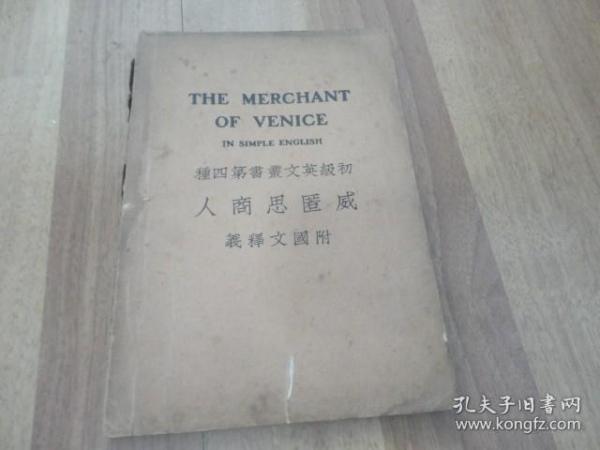 THE MERCHANT
OF VENICE
IN SIMPLE ENGLISH
初級英文叢書第四種
威匿思商人
附國文釋義
孔夫子旧书网
www.kongfz.com